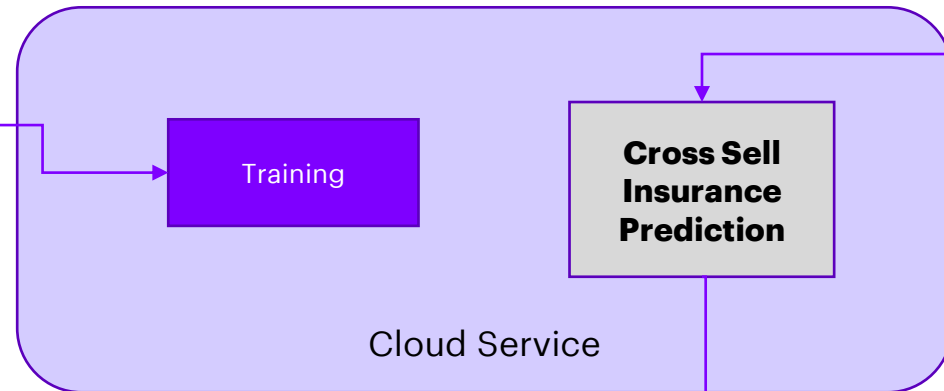 Training
Cross Sell
Insurance
Prediction
Cloud Service